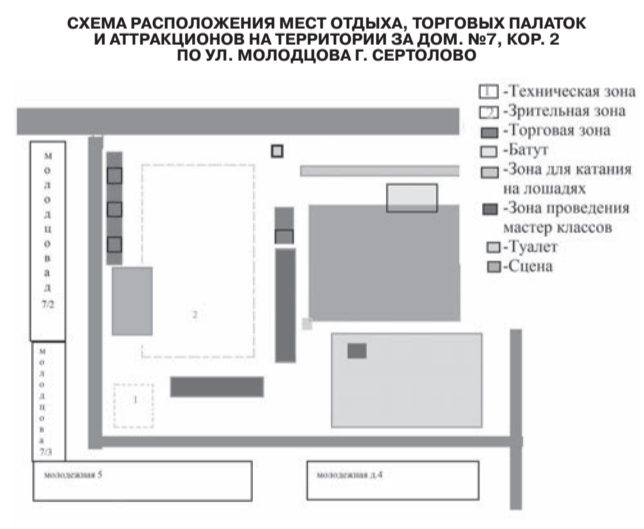 СХЕМА РАСПОЛОЖЕНИЯ МЕСТ ОТДЫХА, ТОРГОВЫХ ПАЛАТОК
И АТТРАКЦИОНОВ НА ТЕРРИТОРИИ ЗА ДОМ. №7, КОР. 2
ПО УЛ. МОЛОДЦОВА Г. СЕРТОЛОВО
1 -Техническая зона
2 -Зрительная зона
-Торговая зона
-Батут
-Зона для катания
на лошадях
-Зона проведения
мастер классов
-Туалет
-Сцена
м
о
л
о
д
ц
о
в
а
д
7/2
м
о
л
о
д
ц
о
в
а
7/3
2
1
молодежная 5
молодежная д.4